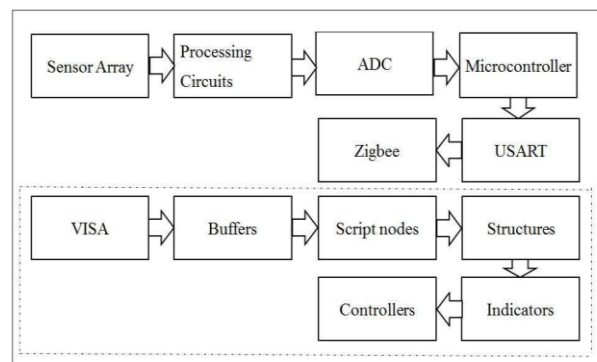 Sensor Array
Processing
Circuits
ADC
Microcontroller
Zigbee
USART
VISA
Buffers
Script nodes
Structures
Controllers
Indicators